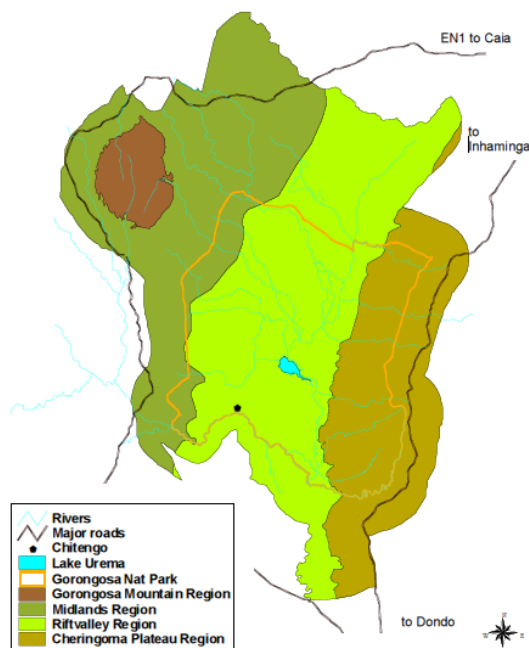 EN1 to Caia
to
Inhaminga
Rivers
Major roads
Chitengo
Lake Urema
Gorongosa Nat Park
Gorongosa Mountain Region
Midlands Region
Riftvalley Region
Cheringoma Plateau Region
to Dondo
N
W E
S